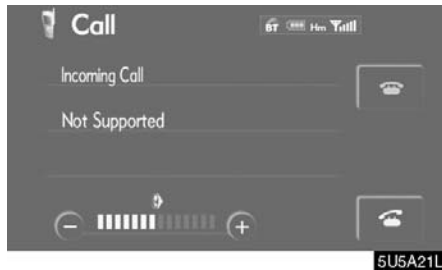 Call
BT Hm
Incoming Call
Not Supported
- +
5U5A21L